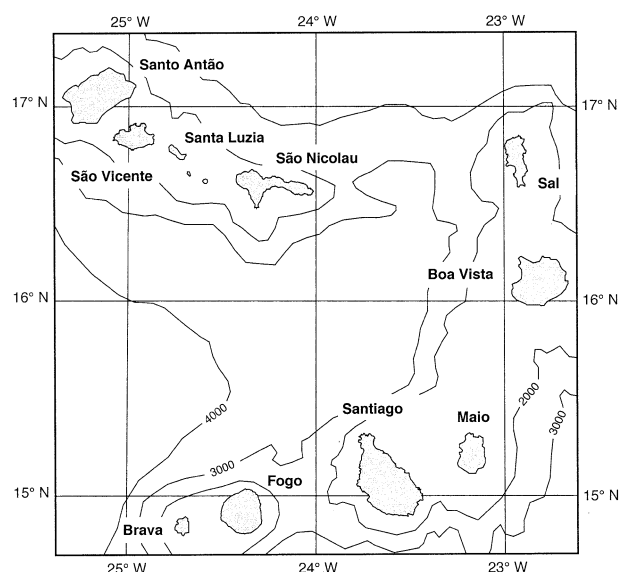 25° W 24° W 23° W
Santo Antão
17° N 17° N
Santa Luzia
São Nicolau
São Vicente
Sal
Boa Vista
16° N 16° N
2000
Santiago
4000
Maio
3000
3000
Fogo
15° N 15° N
Brava
25° W 24° W 23° W